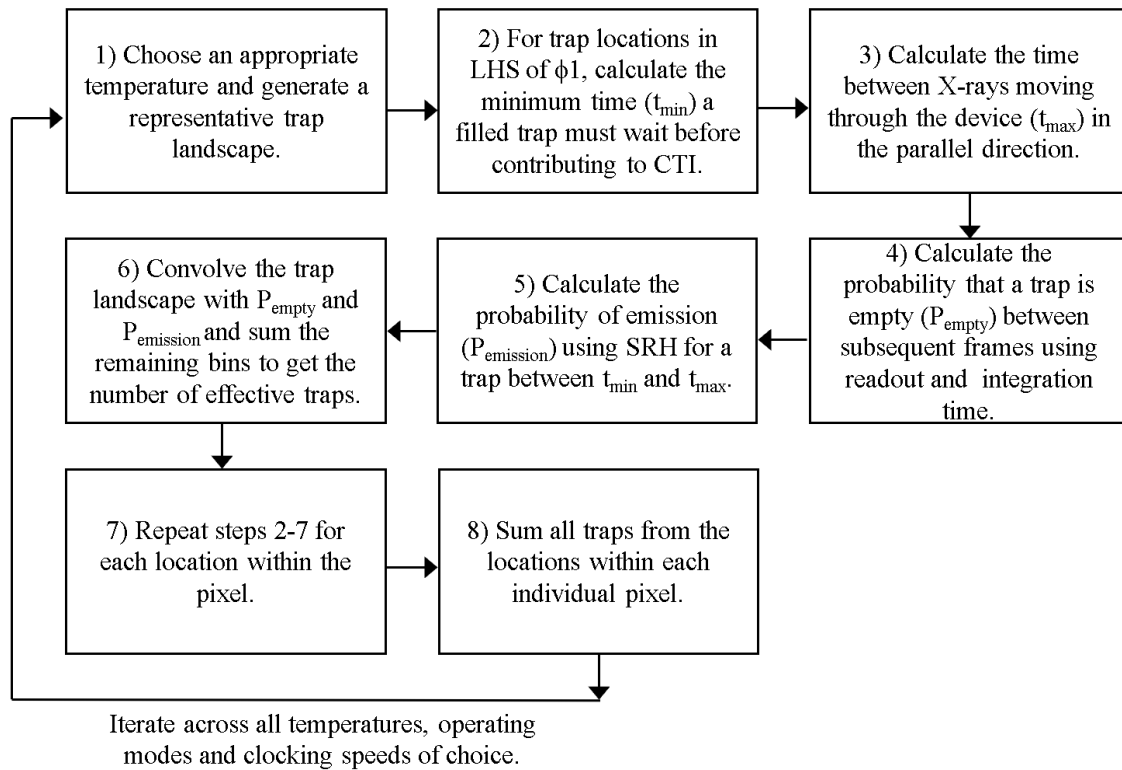 1) Choose an appropriate
temperature and generate a
representative trap
landscape.
2) For trap locations in
LHS of ϕ1, calculate the
minimum time (tmin) a
filled trap must wait before
contributing to CTI.
3) Calculate the time
between X-rays moving
through the device (tmax) in
the parallel direction.
4) Calculate the
probability that a trap is
empty (Pempty) between
subsequent frames using
readout and integration
time.
5) Calculate the
probability of emission
(Pemission) using SRH for a
trap between tmin and tmax.
6) Convolve the trap
landscape with Pempty and
Pemission and sum the
remaining bins to get the
number of effective traps.
7) Repeat steps 2-7 for
each location within the
pixel.
8) Sum all traps from the
locations within each
individual pixel.
Iterate across all temperatures, operating
modes and clocking speeds of choice.